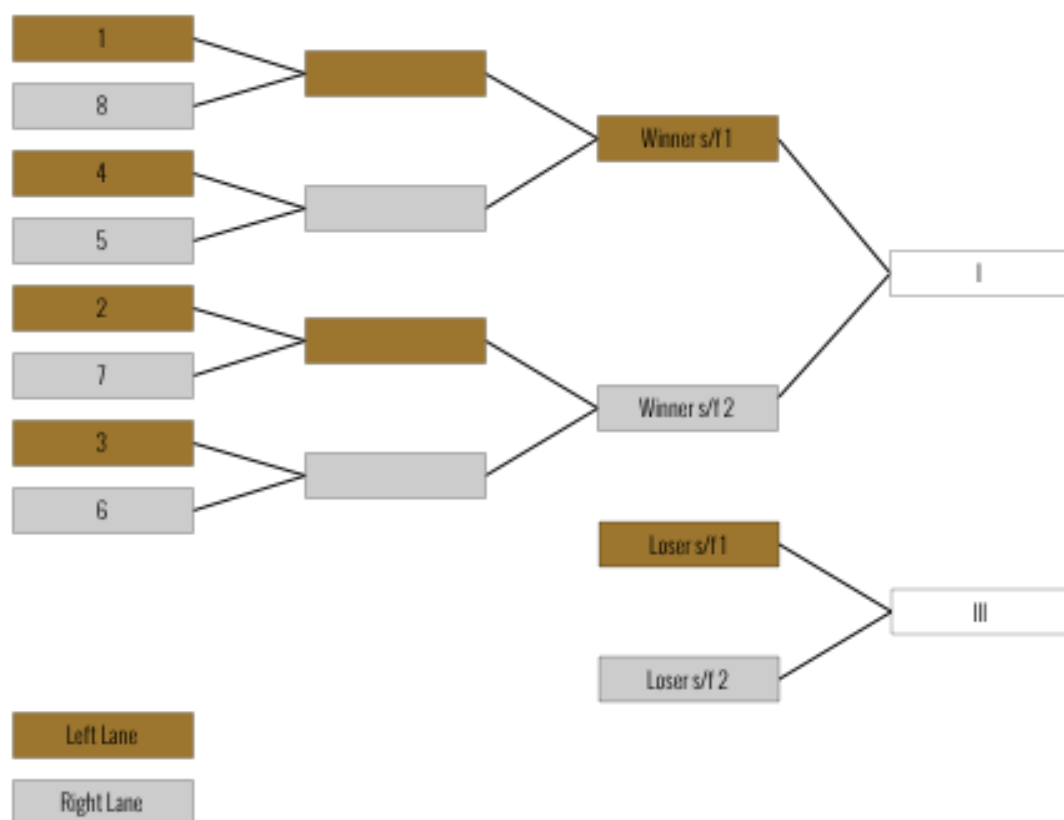 1
8
4
5
2
7
3
6
Winner s/f 1
Winner s/f 2
I
Loser s/f 1
Loser s/f 2
III
Left Lane
Right Lane